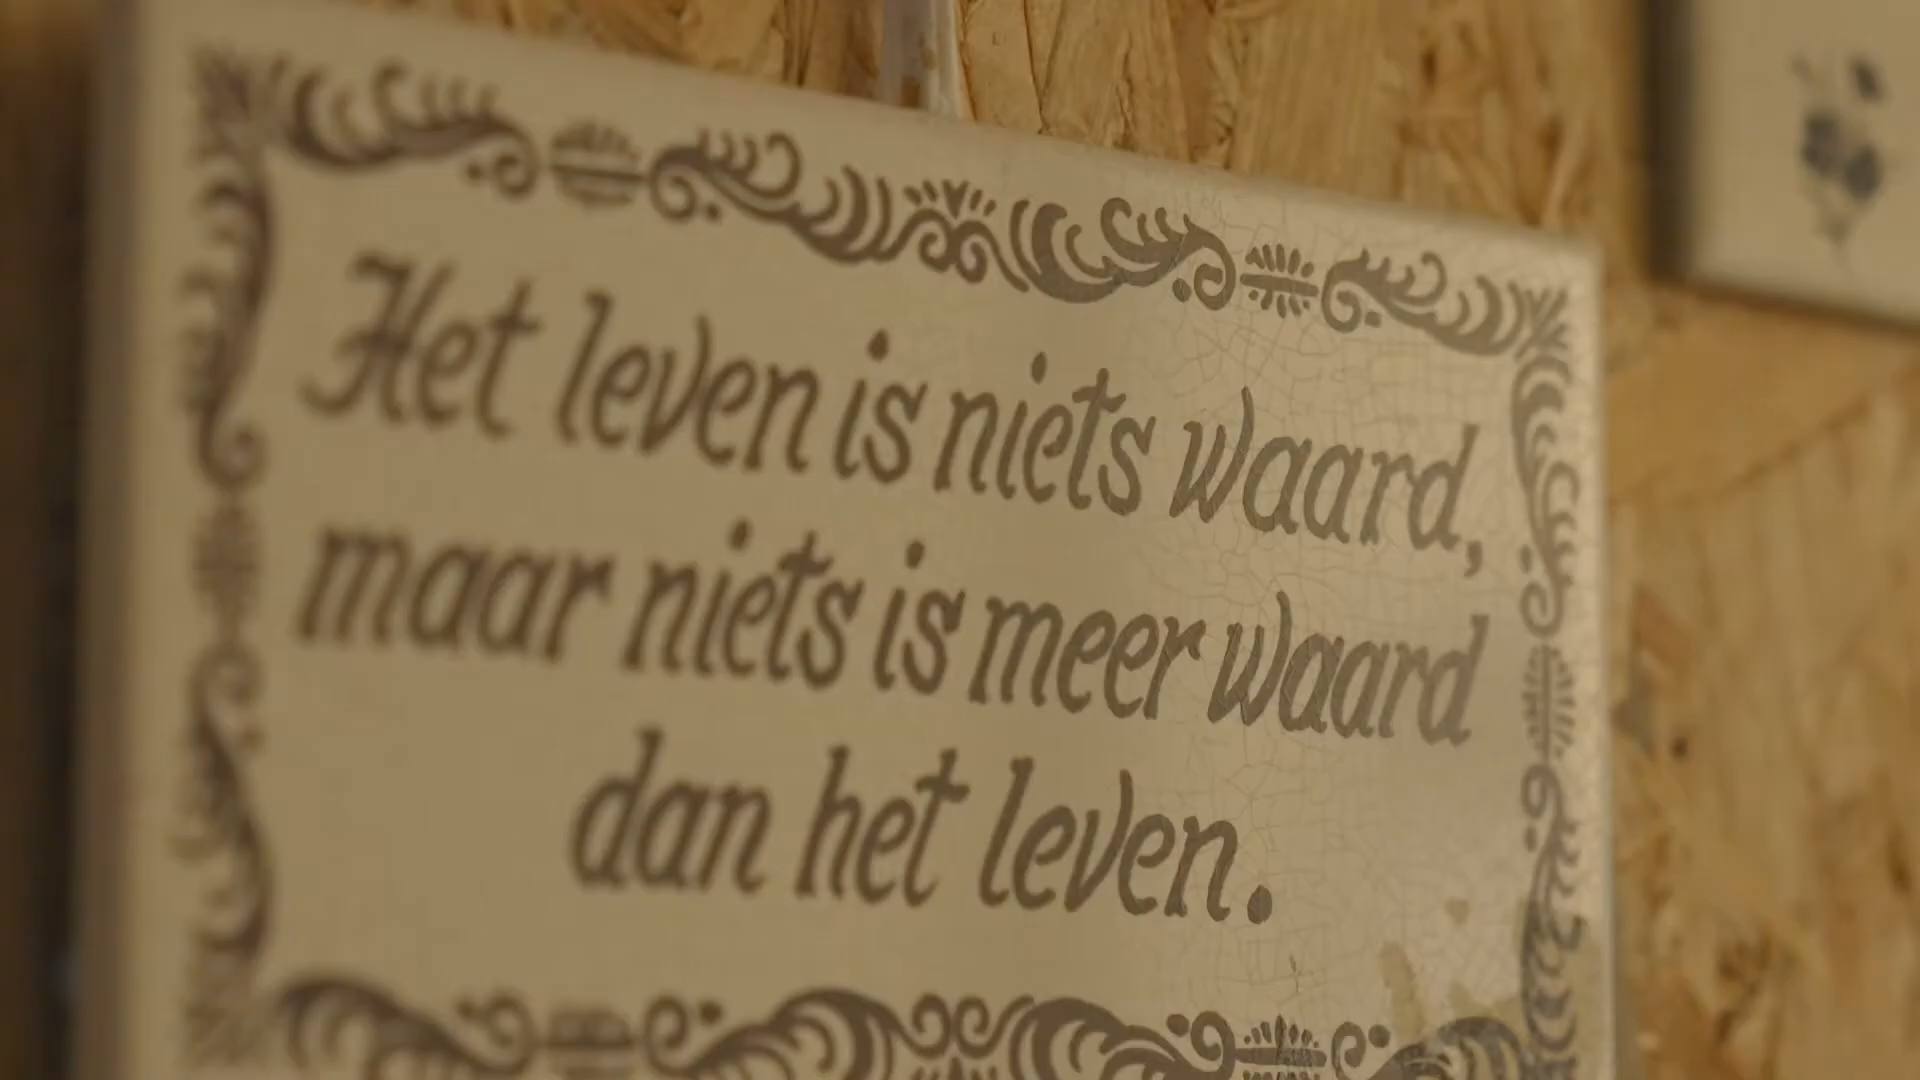 Het leven is niets waard,
maar niets is meer waard
dan het leven.